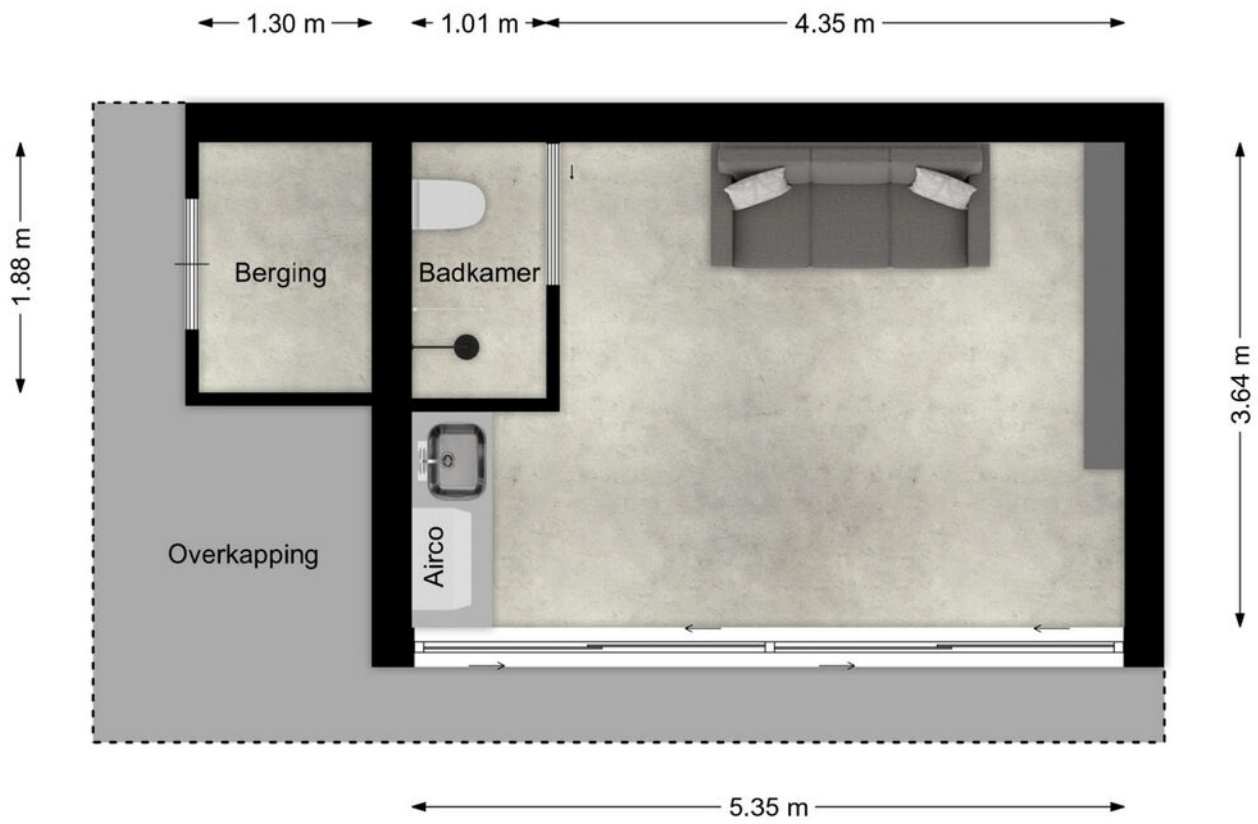 1.30 m
1.01 m
4.35 m
1.88 m
Berging
Badkamer
3.64 m
Overkapping
Airco
5.35 m